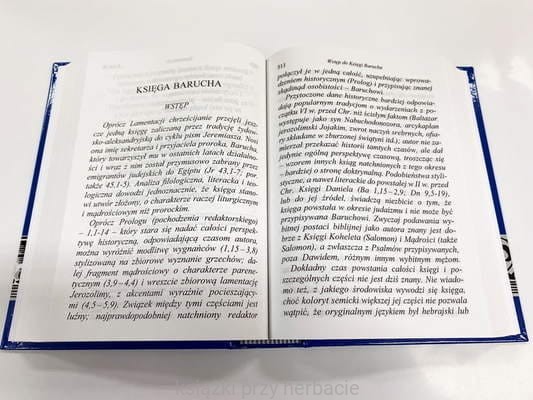 KSIĘGA BARUCHA
WSTĘP
Oprócz Lamentacji chrześcijanie przejęli jesz-
cze jedną księgę zaliczaną przez tradycję żydow-
sko-aleksandryjską do cyklu pism Jeremiasza. Nosi
ona imię sekretarza i przyjaciela proroka, Barucha,
który towarzyszył mu w ostatnich latach działalno-
ści i wraz z nim został przymusowo zabrany przez
emigrantów judejskich do Egiptu (Jr 43,1-7; por.
także 45,1-5). Analiza filologiczna, literacka i teo-
logiczna dowodzi jednoznacznie, że księga stano-
wi utwór złożony, o charakterze raczej liturgicznym
i mądrościowym niż prorockim.
Oprócz Prologu (pochodzenia redaktorskiego)
– 1,1-14 – który stara się nadać całości perspek-
tywę historyczną, odpowiadającą czasom autora,
można wyróżnić modlitwę wygnańców (1,15–3,8)
stylizowaną na zbiorowe wyznanie grzechów; da-
lej fragment mądrościowy o charakterze parene-
tycznym (3,9–4,4) i wreszcie zbiorową lamentację
Jerozolimy, z akcentami wyraźnie pocieszający-
mi (4,5–5,9). Związek między tymi częściami jest
luźny; najprawdopodobniej natchniony redaktor
Wstęp do Księgi Barucha
połączył je w jedną całość, uzupełniając wprowa-
dzeniem historycznym (Prolog) i przypisując znanej
skądinąd osobistości – Baruchowi.
Przytoczone dane historyczne bardziej odpowia-
dają popularnym tradycjom o wydarzeniach z po-
czątku VI w. przed Chr. niż ścisłym faktom (Baltazar
występuje jako syn Nabuchodonozora, arcykapłan
jerozolimski Jojakim, zwrot naczyń srebrnych, ofia-
ry składane w zburzonej świątyni itd.); autor nie za-
mierzał przekazać historii tamtych czasów, ale dał
jedynie ogólną perspektywę czasową, troszcząc się
– wzorem innych ksiąg natchnionych z tego okresu
– bardziej o stronę doktrynalną. Podobieństwa styli-
styczne, a nawet literackie do powstałej w II w. przed
Chr. Księgi Daniela (Ba 1,15–2,9; Dn 9,5-19),
lub do jej źródeł, świadczą niezbicie o tym, że
księga powstała w okresie judaizmu i nie może być
przypisywana Baruchowi. Zwyczaj podawania wy-
bitnej postaci biblijnej jako autora znany jest do-
brze z Księgi Koheleta (Salomon) i Mądrości (także
Salomon), a zwłaszcza z Psalmów przypisywanych,
poza Dawidem, różnym innym wybitnym mężom.
Dokładny czas powstania całości księgi i po-
szczególnych części nie jest dziś znany. Nie wiado-
mo też, z jakiego środowiska wywodzi się księga,
choć koloryt semicki większej jej części nie pozwala
wątpić, że oryginalnym językiem był hebrajski lub
książki przy herbacie